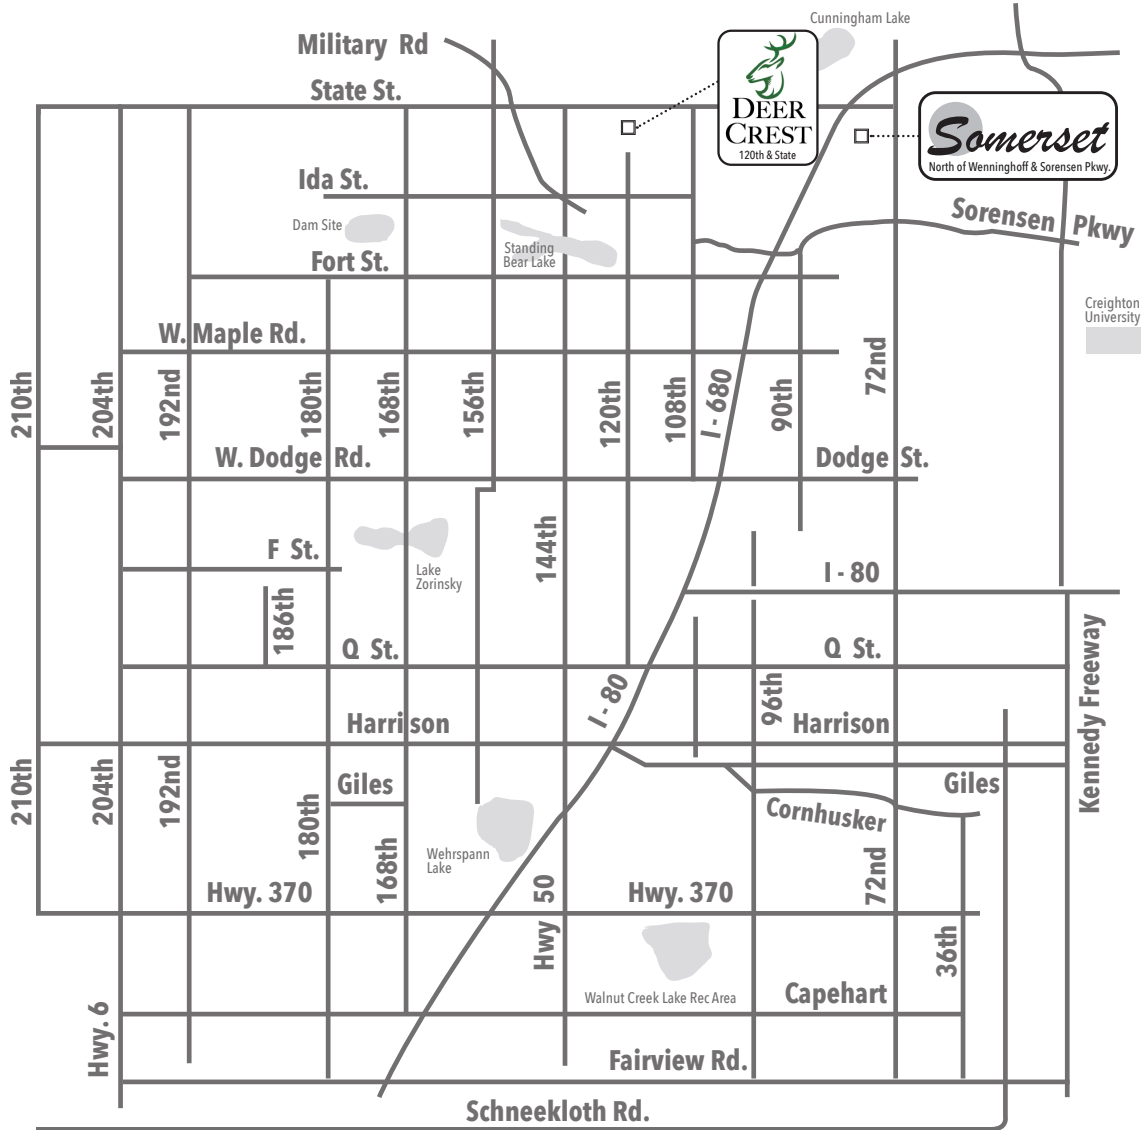 Cunningham Lake
Military Rd
State St.
DEER
CREST
120th & State
Somerset
North of Wenninghoff & Sorensen Pkwy.
Ida St.
Sorensen Pkwy
Dam Site
Standing
Bear Lake
Fort St.
Creighton
University
W. Maple Rd.
210th
204th
192nd
180th
168th
156th
120th
108th
I - 680
90th
72nd
W. Dodge Rd.
Dodge St.
F St.
Lake
Zorinsky
144th
I - 80
186th
Q St.
Q St.
Kennedy Freeway
I - 80
96th
Harrison
Harrison
210th
204th
192nd
180th
Giles
Giles
Cornhusker
168th
Wehrspann
Lake
72nd
Hwy. 370
Hwy 50
Hwy. 370
36th
Walnut Creek Lake Rec Area
Capehart
Hwy. 6
Fairview Rd.
Schneekloth Rd.